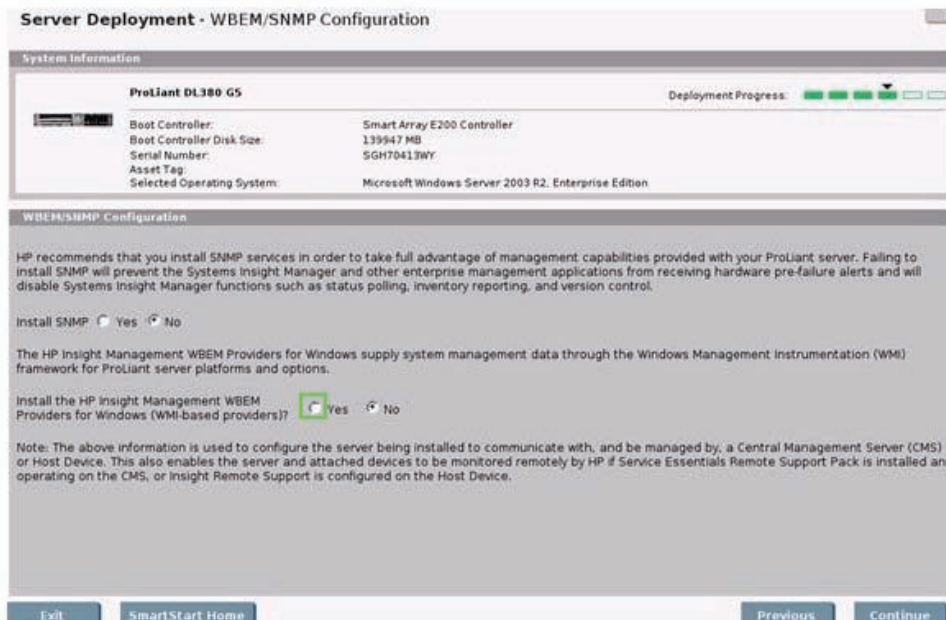 Server Deployment - WBEM/SNMP Configuration
System Information
ProLiant DL380 G5
Deployment Progress:
Boot Controller: Smart Array E200 Controller
Boot Controller Disk Size: 139947 MB
Serial Number: SGH70413WY
Asset Tag:
Selected Operating System: Microsoft Windows Server 2003 R2, Enterprise Edition
WBEM/SNMP Configuration
HP recommends that you install SNMP services in order to take full advantage of management capabilities provided with your ProLiant server. Failing to
install SNMP will prevent the Systems Insight Manager and other enterprise management applications from receiving hardware pre-failure alerts and will
disable Systems Insight Manager functions such as status polling, inventory reporting, and version control.
Install SNMP Yes No
The HP Insight Management WBEM Providers for Windows supply system management data through the Windows Management Instrumentation (WMI)
framework for ProLiant server platforms and options.
Install the HP Insight Management WBEM
Providers for Windows (WMI-based providers)? Yes No
Note: The above information is used to configure the server being installed to communicate with, and be managed by, a Central Management Server (CMS)
or Host Device. This also enables the server and attached devices to be monitored remotely by HP if Service Essentials Remote Support Pack is installed an
operating on the CMS, or Insight Remote Support is configured on the Host Device.
Exit SmartStart Home Previous Continue